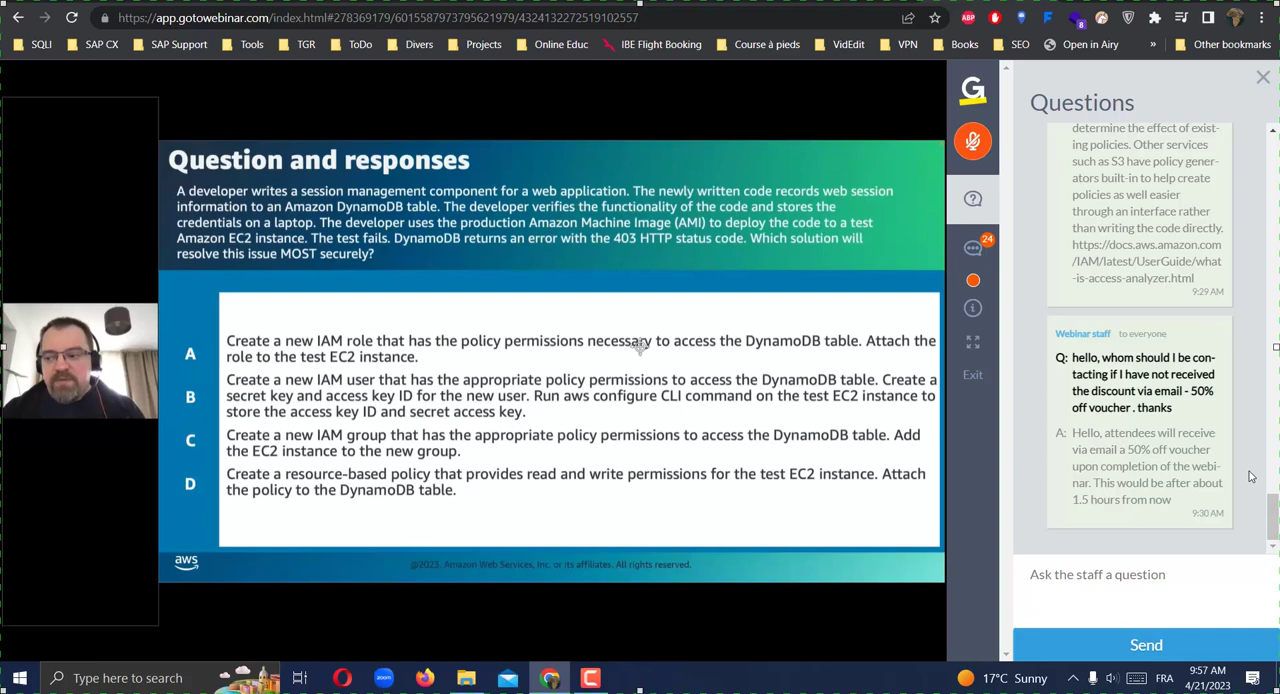 https://app.gotowebinar.com/index.html#278369179/6015587973795621979/4324132272519102557
ABP
8
SQLI
SAP CX
SAP Support
Tools
TGR
ToDo
Divers
Projects
Online Educ
IBE Flight Booking
Course à pieds
VidEdit
VPN
Books
SEO
Open in Airy
»
Other bookmarks
Question and responses
A developer writes a session management component for a web application. The newly written code records web session
information to an Amazon DynamoDB table. The developer verifies the functionality of the code and stores the
credentials on a laptop. The developer uses the production Amazon Machine Image (AMI) to deploy the code to a test
Amazon EC2 instance. The test fails. DynamoDB returns an error with the 403 HTTP status code. Which solution will
resolve this issue MOST securely?
A
Create a new IAM role that has the policy permissions necessary to access the DynamoDB table. Attach the
role to the test EC2 instance.
B
Create a new IAM user that has the appropriate policy permissions to access the DynamoDB table. Create a
secret key and access key ID for the new user. Run aws configure CLI command on the test EC2 instance to
store the access key ID and secret access key.
C
Create a new IAM group that has the appropriate policy permissions to access the DynamoDB table. Add
the EC2 instance to the new group.
D
Create a resource-based policy that provides read and write permissions for the test EC2 instance. Attach
the policy to the DynamoDB table.
aws
@2023, Amazon Web Services, Inc. or its affiliates. All rights reserved.
G
24
Exit
Questions
determine the effect of exist-
ing policies. Other services
such as S3 have policy gener-
ators built-in to help create
policies as well easier
through an interface rather
than writing the code directly.
https://docs.aws.amazon.com
/IAM/latest/UserGuide/what
-is-access-analyzer.html
9:29 AM
Webinar staff to everyone
Q: hello, whom should I be con-
tacting if I have not received
the discount via email - 50%
off voucher . thanks
A: Hello, attendees will receive
via email a 50% off voucher
upon completion of the webi-
nar. This would be after about
1.5 hours from now
9:30 AM
Ask the staff a question
Send
Type here to search
zoom
17°C Sunny
FRA
9:57 AM
4/21/2023